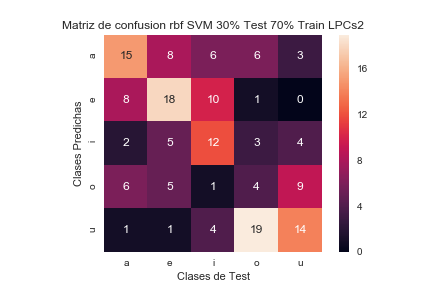 Matriz de confusion rbf SVM 30% Test 70% Train LPCs2
Clases Predichas
a 15 8 6 6 3
e 8 18 10 1 0
i 2 5 12 3 4
o 6 5 1 4 9
u 1 1 4 19 14
a e i o u
Clases de Test
16
12
8
4
0